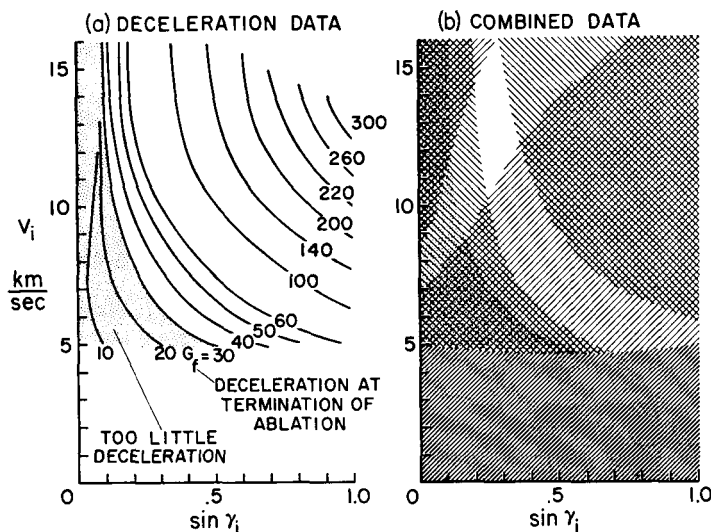 (a) DECELERATION DATA
15
10
5
0
V_i
km/sec
300
260
220
200
140
100
60
50
40
G_f=30
20
10
DECELERATION AT
TERMINATION OF
ABLATION
TOO LITTLE
DECELERATION
0 .5 1.0
sin γ_i
(b) COMBINED DATA
15
10
5
0 .5 1.0
sin γ_i